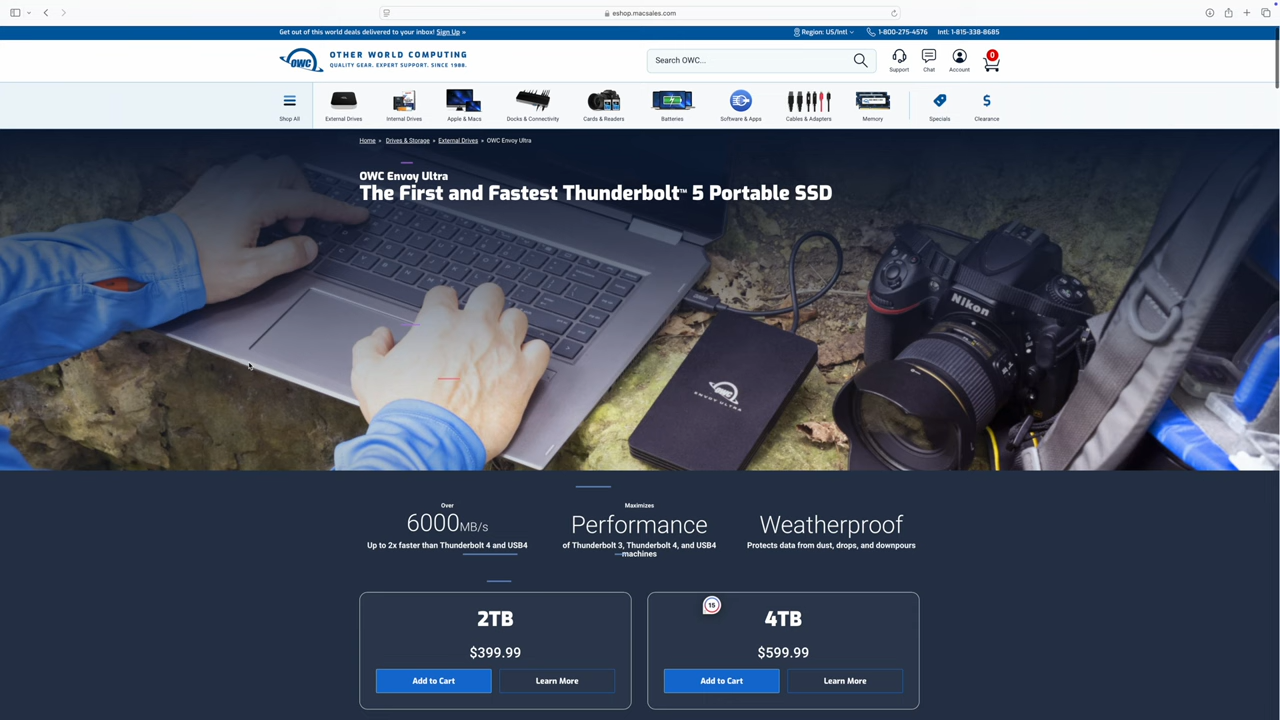 eshop.macsales.com
Get out of this world deals delivered to your inbox! Sign Up »
Region: US/Intl
1-800-275-4576
Intl: 1-815-338-8685
OWC
OTHER WORLD COMPUTING
QUALITY GEAR. EXPERT SUPPORT. SINCE 1988.
Search OWC...
Support
Chat
Account
0
Shop All
External Drives
Internal Drives
Apple & Macs
Docks & Connectivity
Cards & Readers
Batteries
Software & Apps
Cables & Adapters
Memory
Specials
$
Clearance
Home » Drives & Storage » External Drives » OWC Envoy Ultra
OWC Envoy Ultra
The First and Fastest Thunderbolt™ 5 Portable SSD
Nikon
OWC
ENVOY ULTRA
Over
6000MB/s
Up to 2x faster than Thunderbolt 4 and USB4
Maximizes
Performance
of Thunderbolt 3, Thunderbolt 4, and USB4
machines
Weatherproof
Protects data from dust, drops, and downpours
2TB
$399.99
Add to Cart
Learn More
15
4TB
$599.99
Add to Cart
Learn More